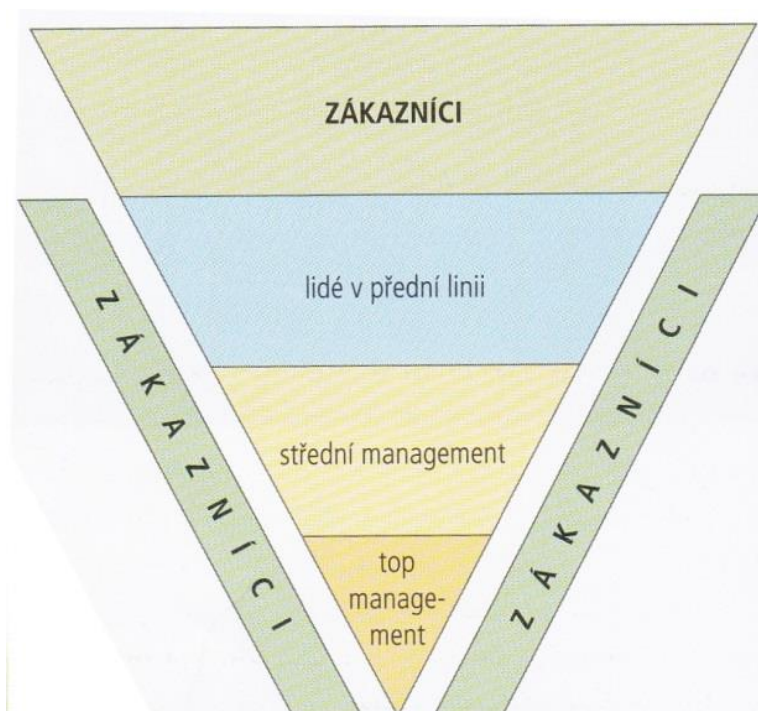 ZÁKAZNÍCI
lidé v přední linii
ZÁKAZNÍCI
ZÁKAZNÍCI
střední management
top
manage-
ment